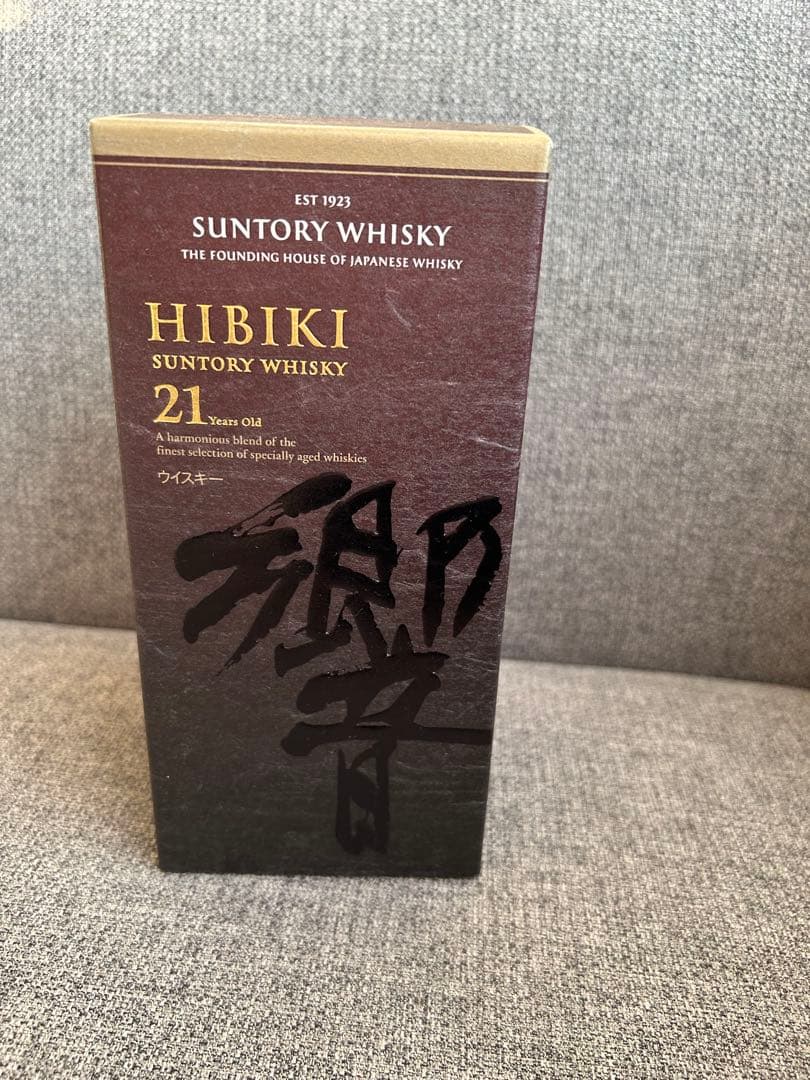 EST 1923
SUNTORY WHISKY
THE FOUNDING HOUSE OF JAPANESE WHISKY
HIBIKI
SUNTORY WHISKY
21 Years Old
A harmonious blend of the
finest selection of specially aged whiskies
ウイスキー
響